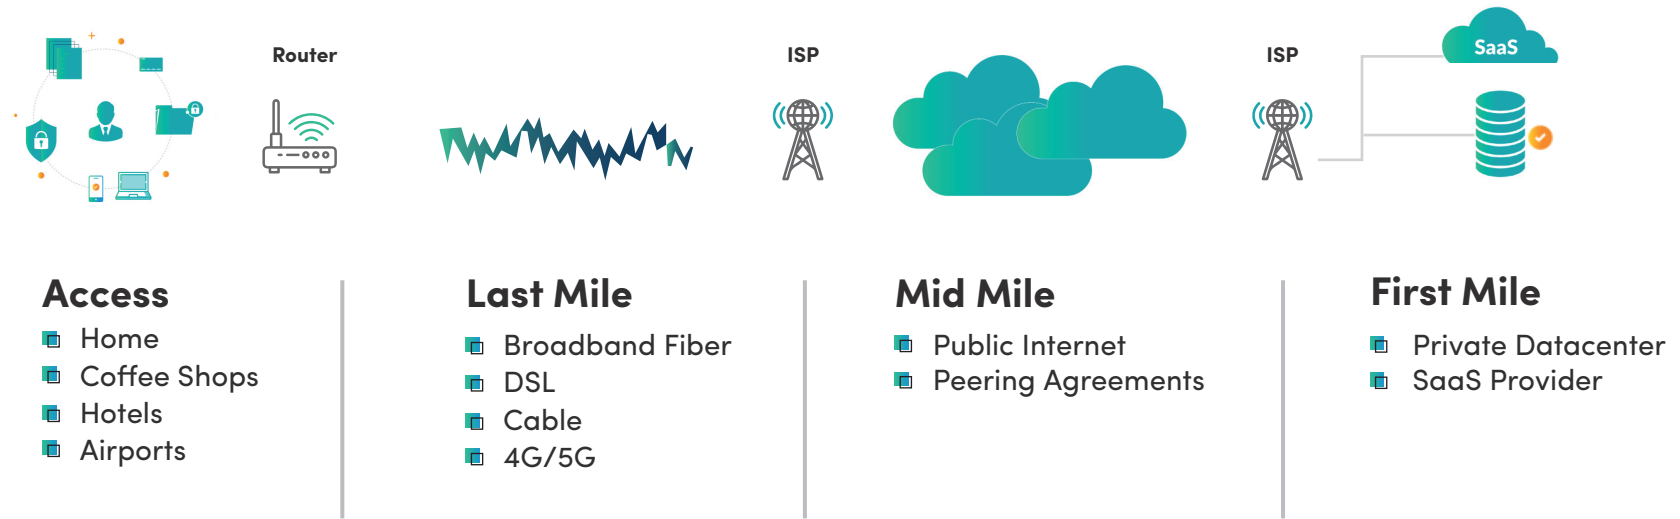 Router
ISP
ISP
SaaS
Access
Home
Coffee Shops
Hotels
Airports
Last Mile
Broadband Fiber
DSL
Cable
4G/5G
Mid Mile
Public Internet
Peering Agreements
First Mile
Private Datacenter
SaaS Provider